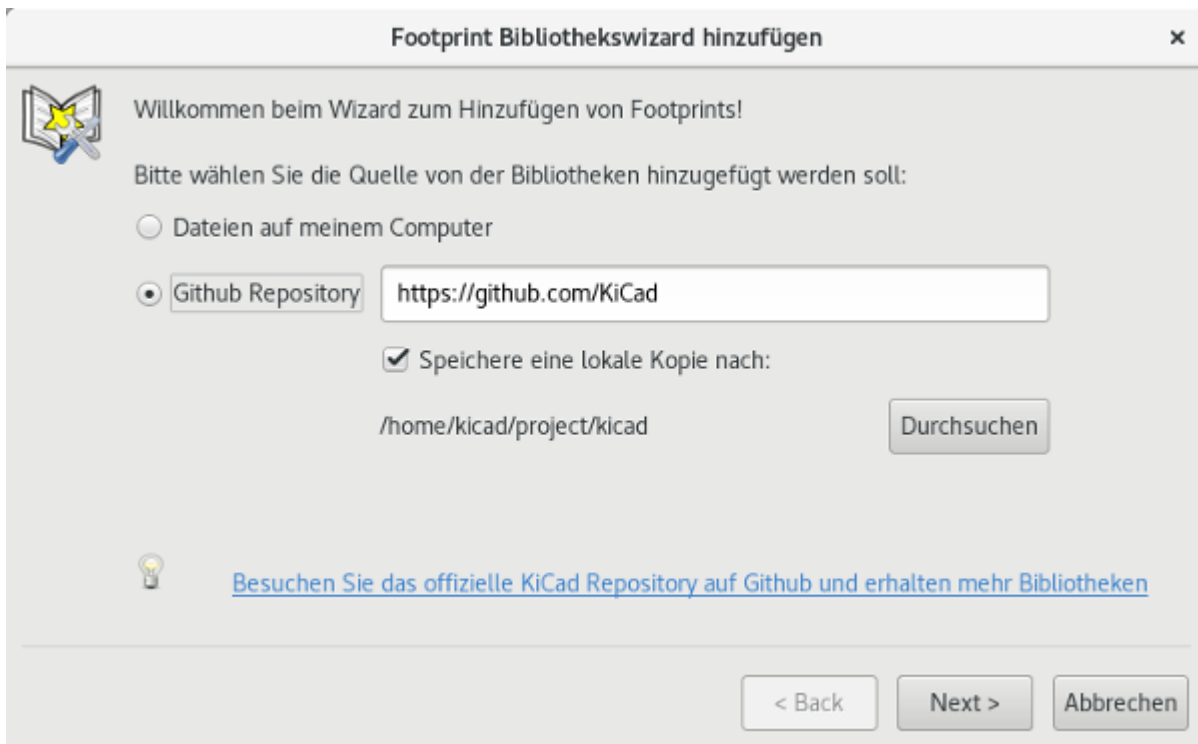 Footprint Bibliothekswizard hinzufügen
Willkommen beim Wizard zum Hinzufügen von Footprints!
Bitte wählen Sie die Quelle von der Bibliotheken hinzugefügt werden soll:
Dateien auf meinem Computer
Github Repository https://github.com/KiCad
Speichere eine lokale Kopie nach:
/home/kicad/project/kicad Durchsuchen
Besuchen Sie das offizielle KiCad Repository auf Github und erhalten mehr Bibliotheken
< Back Next > Abbrechen